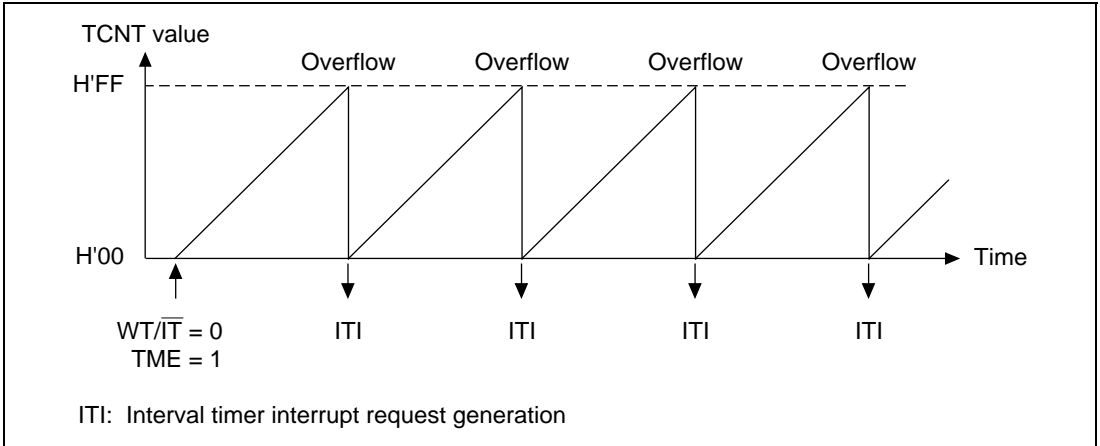 TCNT value
Overflow Overflow Overflow Overflow
H'FF
H'00 Time
WT/I̅T̅ = 0 ITI ITI ITI ITI
TME = 1
ITI: Interval timer interrupt request generation